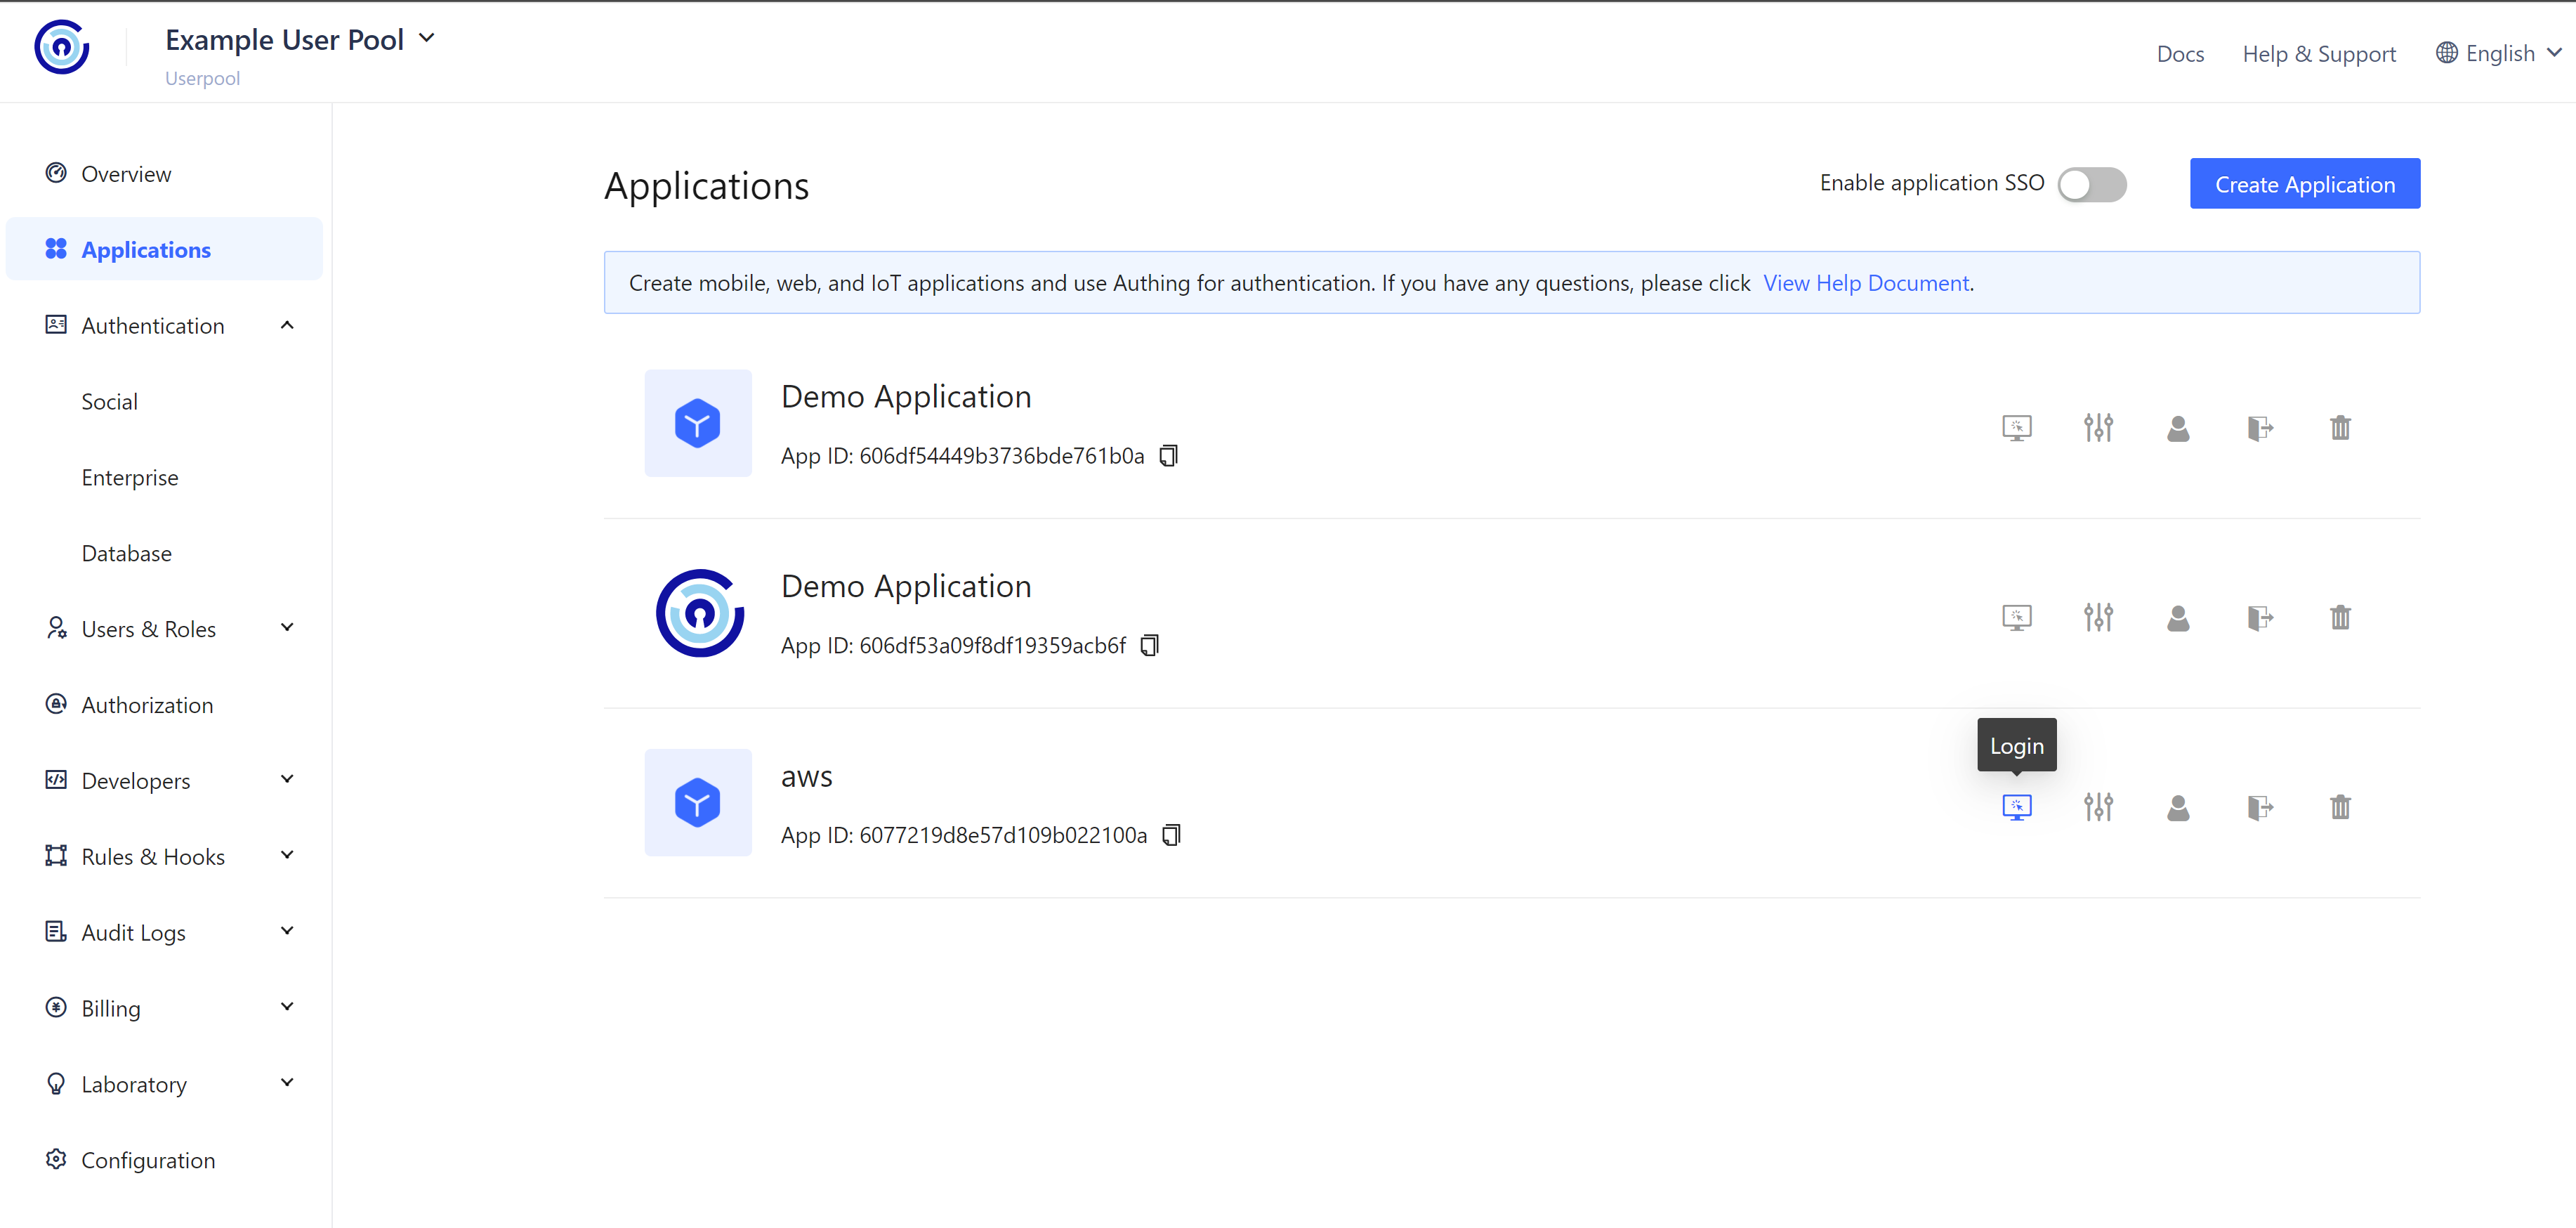 Example User Pool
Userpool
Docs
Help & Support
English
Overview
Applications
Authentication
Social
Enterprise
Database
Users & Roles
Authorization
Developers
Rules & Hooks
Audit Logs
Billing
Laboratory
Configuration
Applications
Enable application SSO
Create Application
Create mobile, web, and IoT applications and use Authing for authentication. If you have any questions, please click View Help Document.
Demo Application
App ID: 606df54449b3736bde761b0a
Demo Application
App ID: 606df53a09f8df19359acb6f
Login
aws
App ID: 6077219d8e57d109b022100a